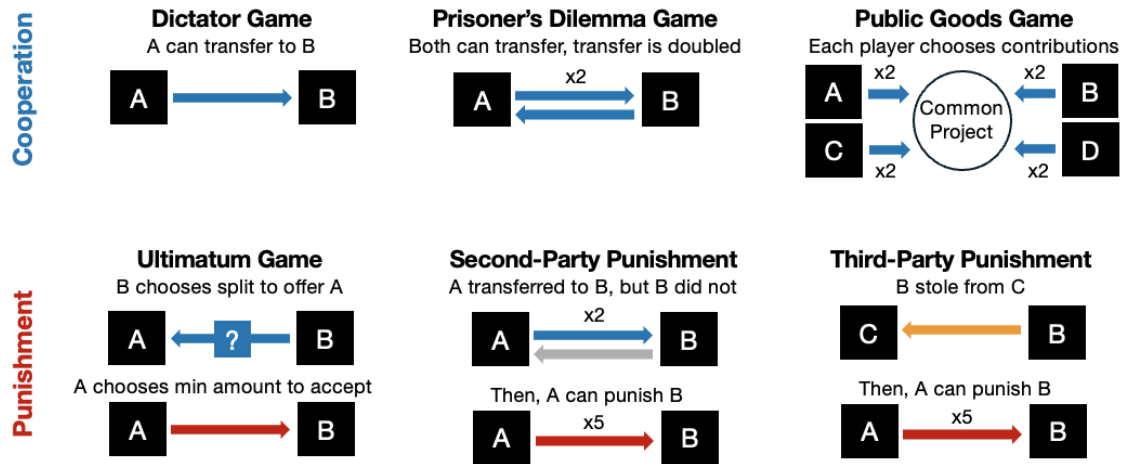 Cooperation
Dictator Game
A can transfer to B
A
B
Prisoner's Dilemma Game
Both can transfer, transfer is doubled
x2
A
B
Public Goods Game
Each player chooses contributions
A
x2
x2
B
Common
Project
C
x2
x2
D
Punishment
Ultimatum Game
B chooses split to offer A
A
?
B
A chooses min amount to accept
A
B
Second-Party Punishment
A transferred to B, but B did not
x2
A
B
Then, A can punish B
x5
A
B
Third-Party Punishment
B stole from C
C
B
Then, A can punish B
x5
A
B